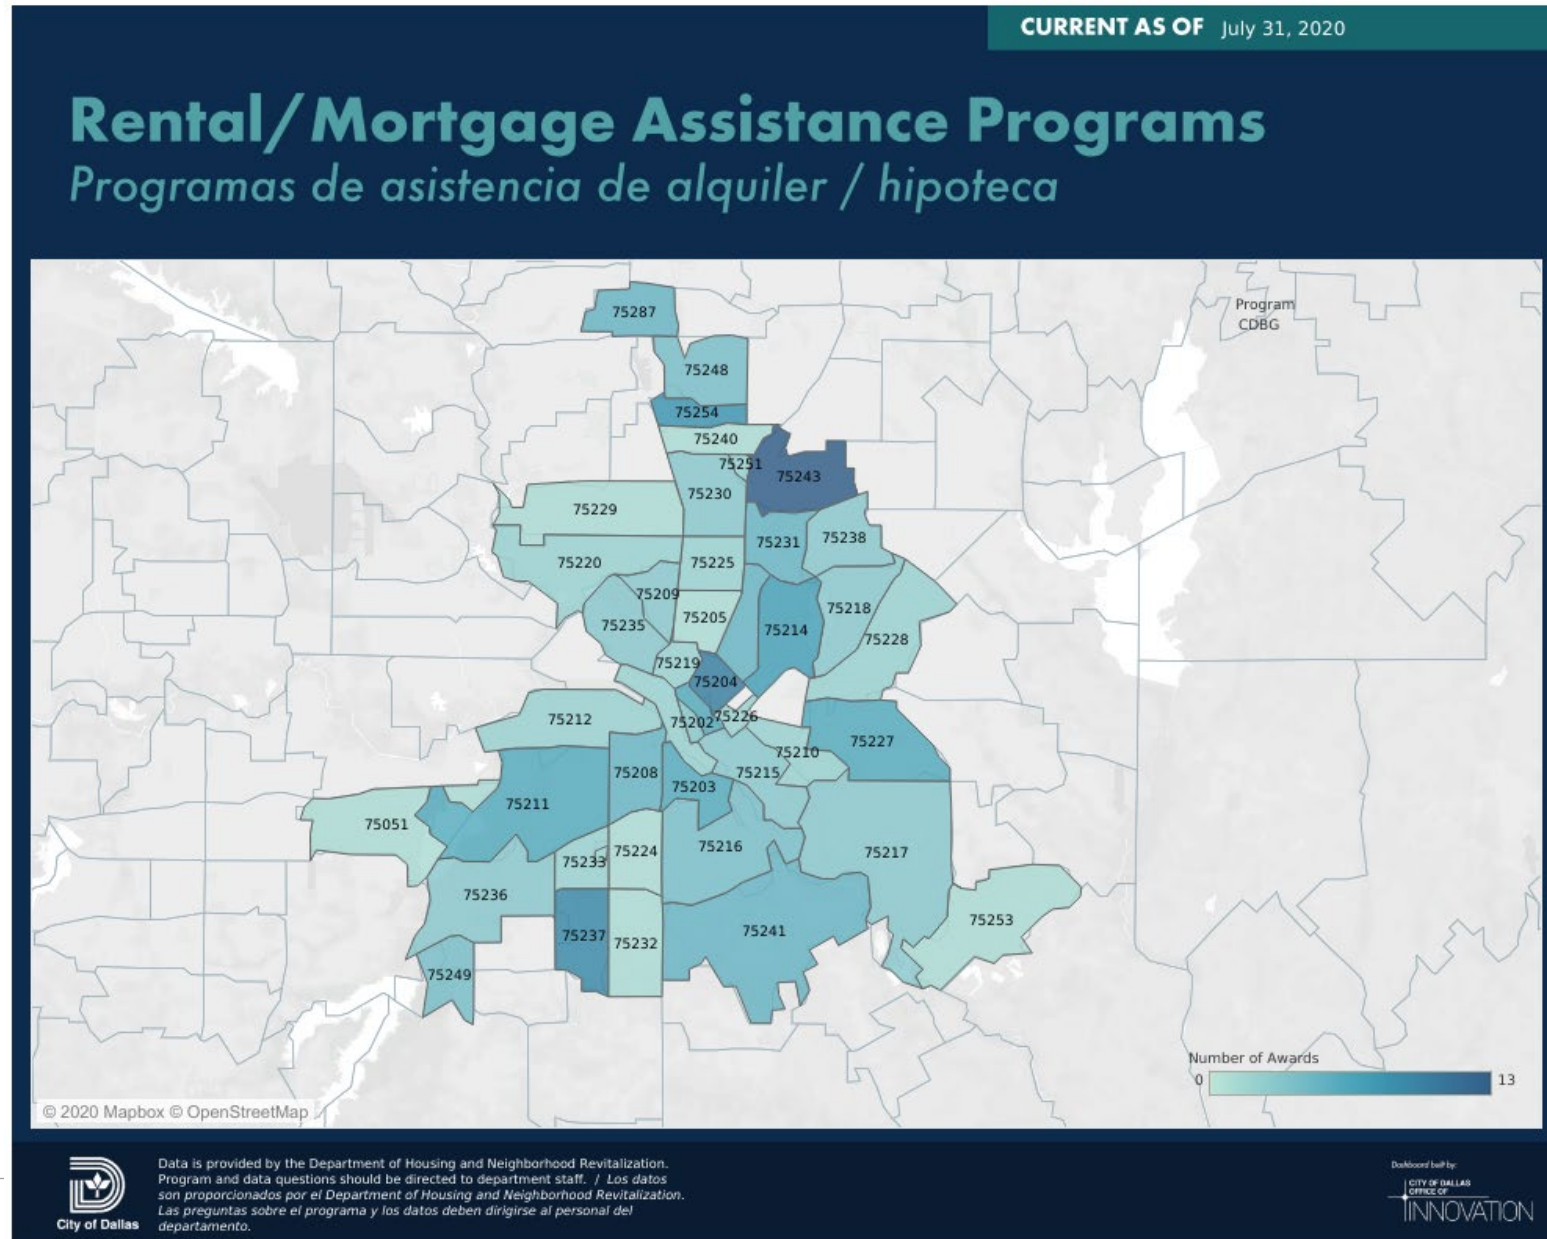 CURRENT AS OF July 31, 2020
Rental/Mortgage Assistance Programs
Programas de asistencia de alquiler / hipoteca
Program
CDBG
75287
75248
75254
75240
75251
75243
75230
75229
75231
75238
75220
75225
75209
75205
75218
75235
75214
75228
75219
75204
75212
75202
75226
75227
75210
75208
75215
75203
75211
75051
75216
75224
75217
75233
75236
75253
75241
75237
75232
75249
Number of Awards
0
13
© 2020 Mapbox © OpenStreetMap
City of Dallas
Data is provided by the Department of Housing and Neighborhood Revitalization.
Program and data questions should be directed to department staff. / Los datos
son proporcionados por el Department of Housing and Neighborhood Revitalization.
Las preguntas sobre el programa y los datos deben dirigirse al personal del
departamento.
Dashboard built by:
CITY OF DALLAS
OFFICE OF
INNOVATION